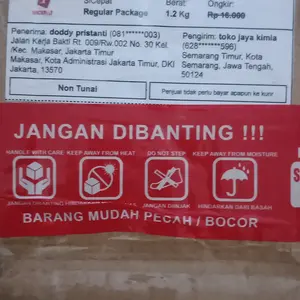 Sicepat
Regular Package
Berat:
1.2 Kg
Ongkir:
Rp 16.000
Penerima: doddy pristanti (081******003)
Jalan Kerja Bakti Rt. 009/Rw.002 No. 30 Kel.
/Kec. Makasar, Jakarta Timur
Makasar, Kota Administrasi Jakarta Timur, DKI
Jakarta, 13570
Pengirim: toko jaya kimia
(628*******596)
Semarang Timur, Kota
Semarang, Jawa Tengah,
50124
Non Tunai
Penjual tidak perlu bayar apapun ke kurir
JANGAN DIBANTING !!!
HANDLE WITH CARE
KEEP AWAY FROM HEAT
DO NOT STEP
KEEP AWAY FROM MOISTURE
JANGAN DIINJAK
HINDARKAN DARI BASAH
BARANG MUDAH PECAH / BOCOR